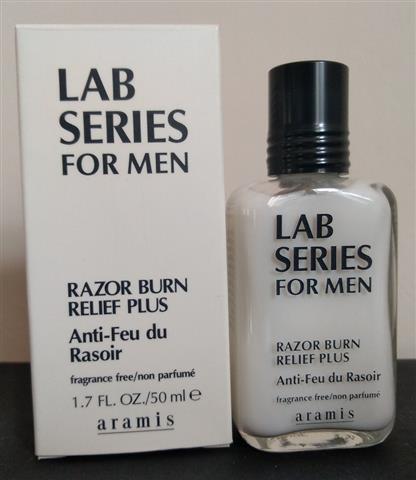 LAB
SERIES
FOR MEN
RAZOR BURN
RELIEF PLUS
Anti-Feu du
Rasoir
fragrance free/non parfumé
1.7 FL. OZ./50 ml e
aramis
LAB
SERIES
FOR MEN
RAZOR BURN
RELIEF PLUS
Anti-Feu du Rasoir
fragrance free/non parfumé
aramis